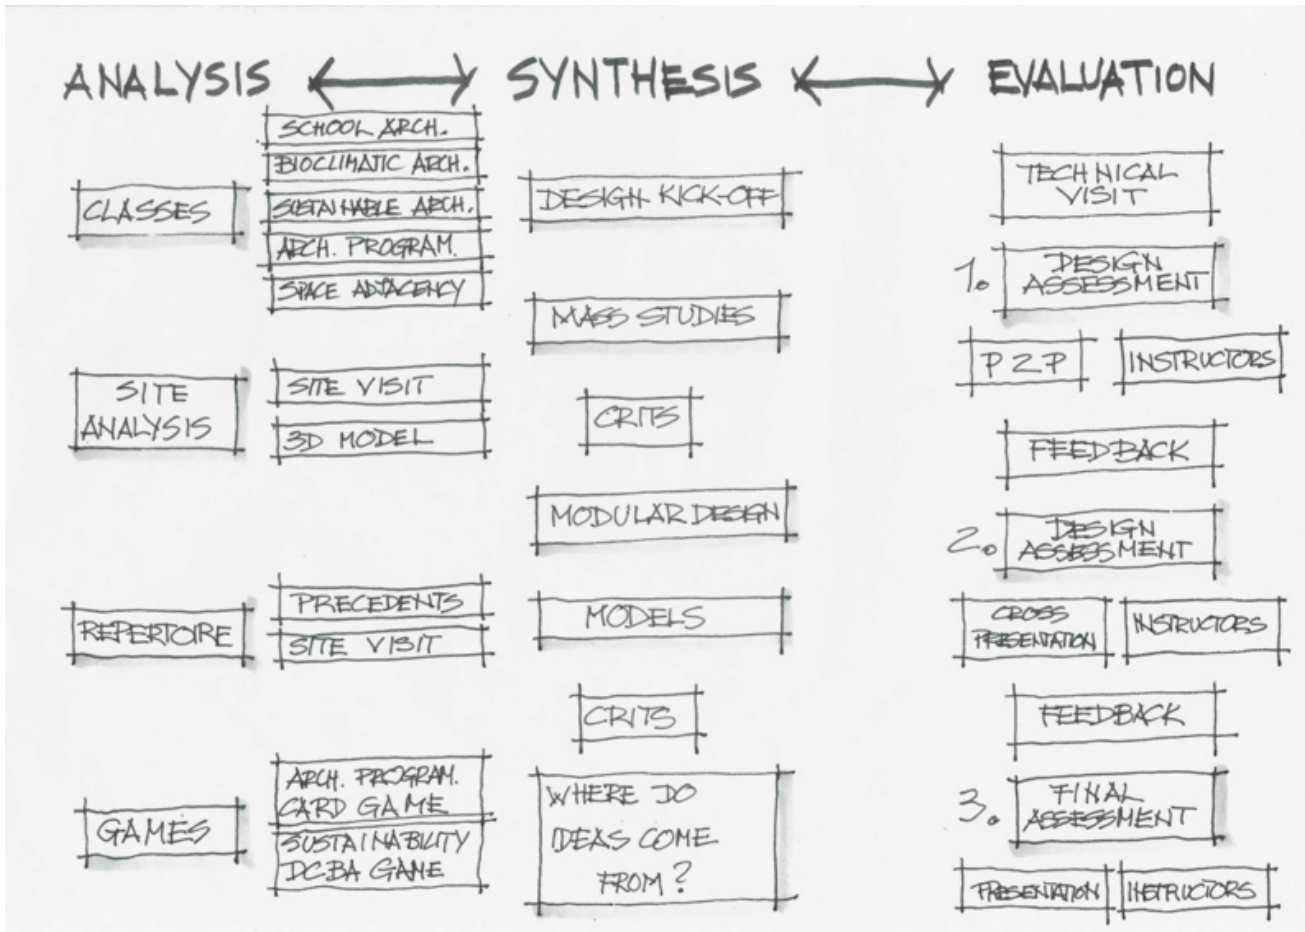 ANALYSIS
SYNTHESIS
EVALUATION
CLASSES
SCHOOL ARCH.
BIOCLIMATIC ARCH.
SUSTAINABLE ARCH.
ARCH. PROGRAM.
SPACE ADJACENCY
SITE
ANALYSIS
SITE VISIT
3D MODEL
REPERTOIRE
PRECEDENTS
SITE VISIT
GAMES
ARCH. PROGRAM.
CARD GAME
SUSTAINABILITY
DCBA GAME
DESIGN KICK-OFF
MASS STUDIES
CRITS
MODULAR DESIGN
MODELS
CRITS
WHERE DO
IDEAS COME
FROM?
TECHNICAL
VISIT
1. DESIGN
ASSESSMENT
P2P
INSTRUCTORS
FEEDBACK
2. DESIGN
ASSESSMENT
CROSS
PRESENTATION
INSTRUCTORS
FEEDBACK
3. FINAL
ASSESSMENT
PRESENTATION
INSTRUCTORS